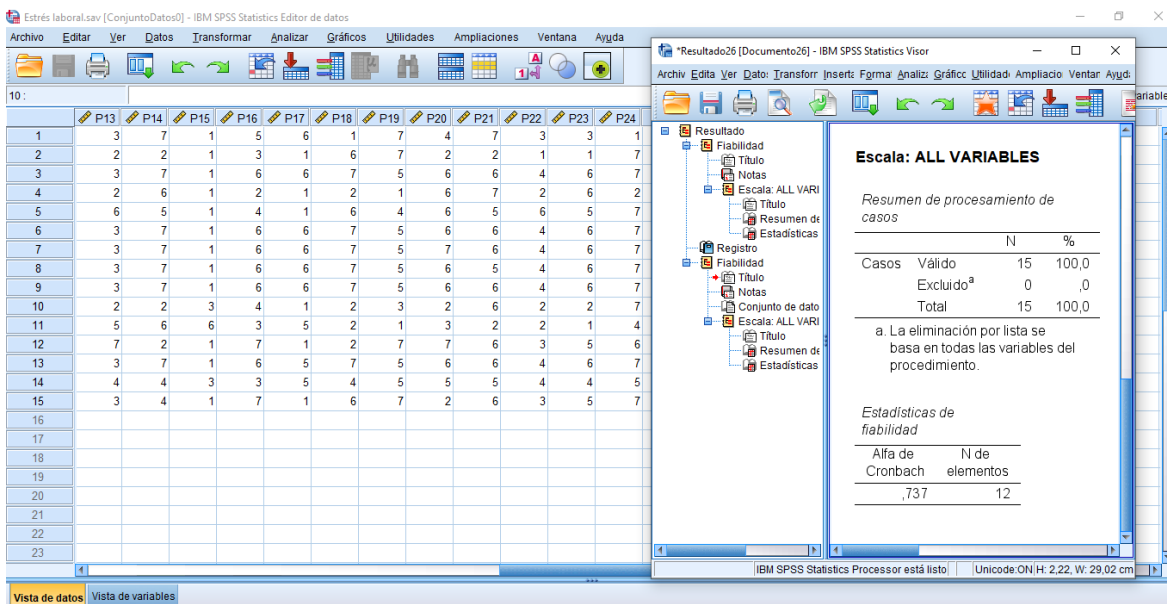 Estrés laboral.sav [ConjuntoDatos0] - IBM SPSS Statistics Editor de datos
Archivo Editar Ver Datos Transformar Analizar Gráficos Utilidades Ampliaciones Ventana Ayuda
10 :
P13 P14 P15 P16 P17 P18 P19 P20 P21 P22 P23 P24
1 3 7 1 5 6 1 7 4 7 3 3 1
2 2 2 1 3 1 6 7 2 2 1 1 7
3 3 7 1 6 6 7 5 6 6 4 6 7
4 2 6 1 2 1 2 1 6 7 2 6 2
5 6 5 1 4 1 6 4 6 5 6 5 7
6 3 7 1 6 6 7 5 6 6 4 6 7
7 3 7 1 6 6 7 5 7 6 4 6 7
8 3 7 1 6 6 7 5 6 5 4 6 7
9 3 7 1 6 6 7 5 6 6 4 6 7
10 2 2 3 4 1 2 3 2 6 2 2 7
11 5 6 6 3 5 2 1 3 2 2 1 4
12 7 2 1 7 1 2 7 7 6 3 5 6
13 3 7 1 6 5 7 5 6 6 4 6 7
14 4 4 3 3 5 4 5 5 5 4 4 5
15 3 4 1 7 1 6 7 2 6 3 5 7
16
17
18
19
20
21
22
23
Vista de datos Vista de variables
*Resultado26 [Documento26] - IBM SPSS Statistics Visor
Archiv Edita Ver Dato: Transforr Inserta Forma Analiza Gráfico Utilidad Ampliacio Ventar Ayuda
ariable
Resultado
Fiabilidad
Título
Notas
Escala: ALL VARI
Título
Resumen de
Estadísticas
Registro
Fiabilidad
Título
Notas
Conjunto de dato
Escala: ALL VARI
Título
Resumen de
Estadísticas
Escala: ALL VARIABLES
Resumen de procesamiento de
casos
N %
Casos Válido 15 100,0
Excluido a 0 ,0
Total 15 100,0
a. La eliminación por lista se
basa en todas las variables del
procedimiento.
Estadísticas de
fiabilidad
Alfa de N de
Cronbach elementos
,737 12
IBM SPSS Statistics Processor está listo Unicode:ON H: 2,22, W: 29,02 cm